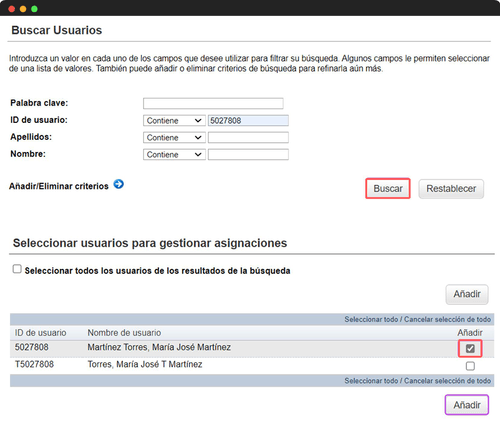 Buscar Usuarios
Introduzca un valor en cada uno de los campos que desee utilizar para filtrar su búsqueda. Algunos campos le permiten seleccionar
de una lista de valores. También puede añadir o eliminar criterios de búsqueda para refinarla aún más.
Palabra clave:
ID de usuario: Contiene 5027808
Apellidos: Contiene
Nombre: Contiene
Añadir/Eliminar criterios Buscar Restablecer
Seleccionar usuarios para gestionar asignaciones
Seleccionar todos los usuarios de los resultados de la búsqueda
Añadir
Seleccionar todo / Cancelar selección de todo
ID de usuario Nombre de usuario Añadir
5027808 Martínez Torres, María José Martínez
T5027808 Torres, María José T Martínez
Seleccionar todo / Cancelar selección de todo
Añadir